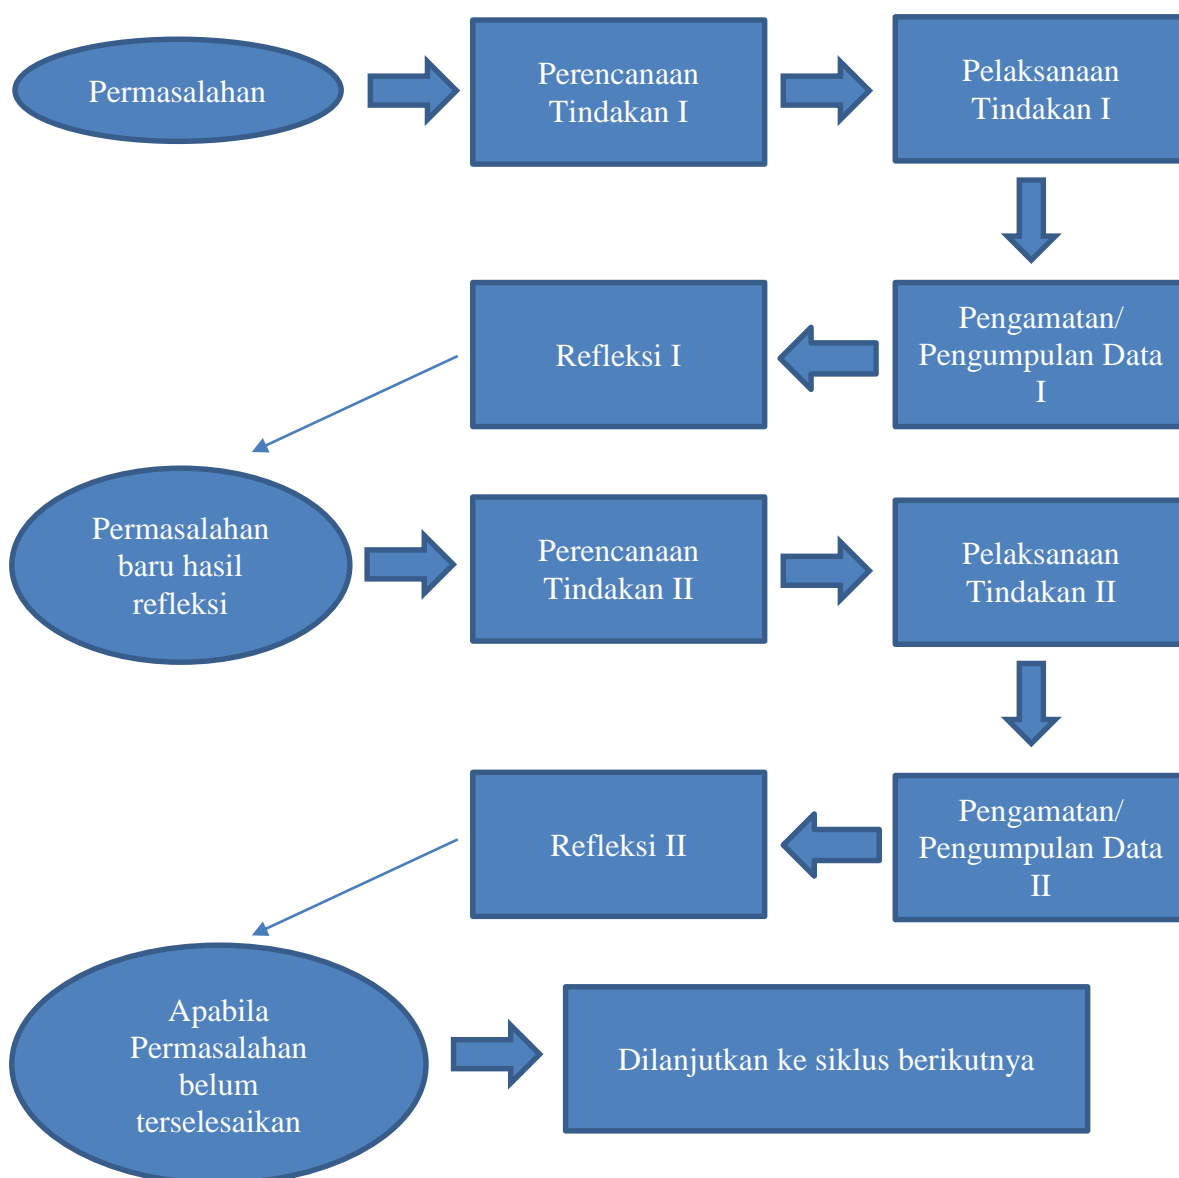 Permasalahan
Perencanaan
Tindakan I
Pelaksanaan
Tindakan I
Pengamatan/
Pengumpulan Data
I
Refleksi I
Permasalahan
baru hasil
refleksi
Perencanaan
Tindakan II
Pelaksanaan
Tindakan II
Pengamatan/
Pengumpulan Data
II
Refleksi II
Apabila
Permasalahan
belum
terselesaikan
Dilanjutkan ke siklus berikutnya